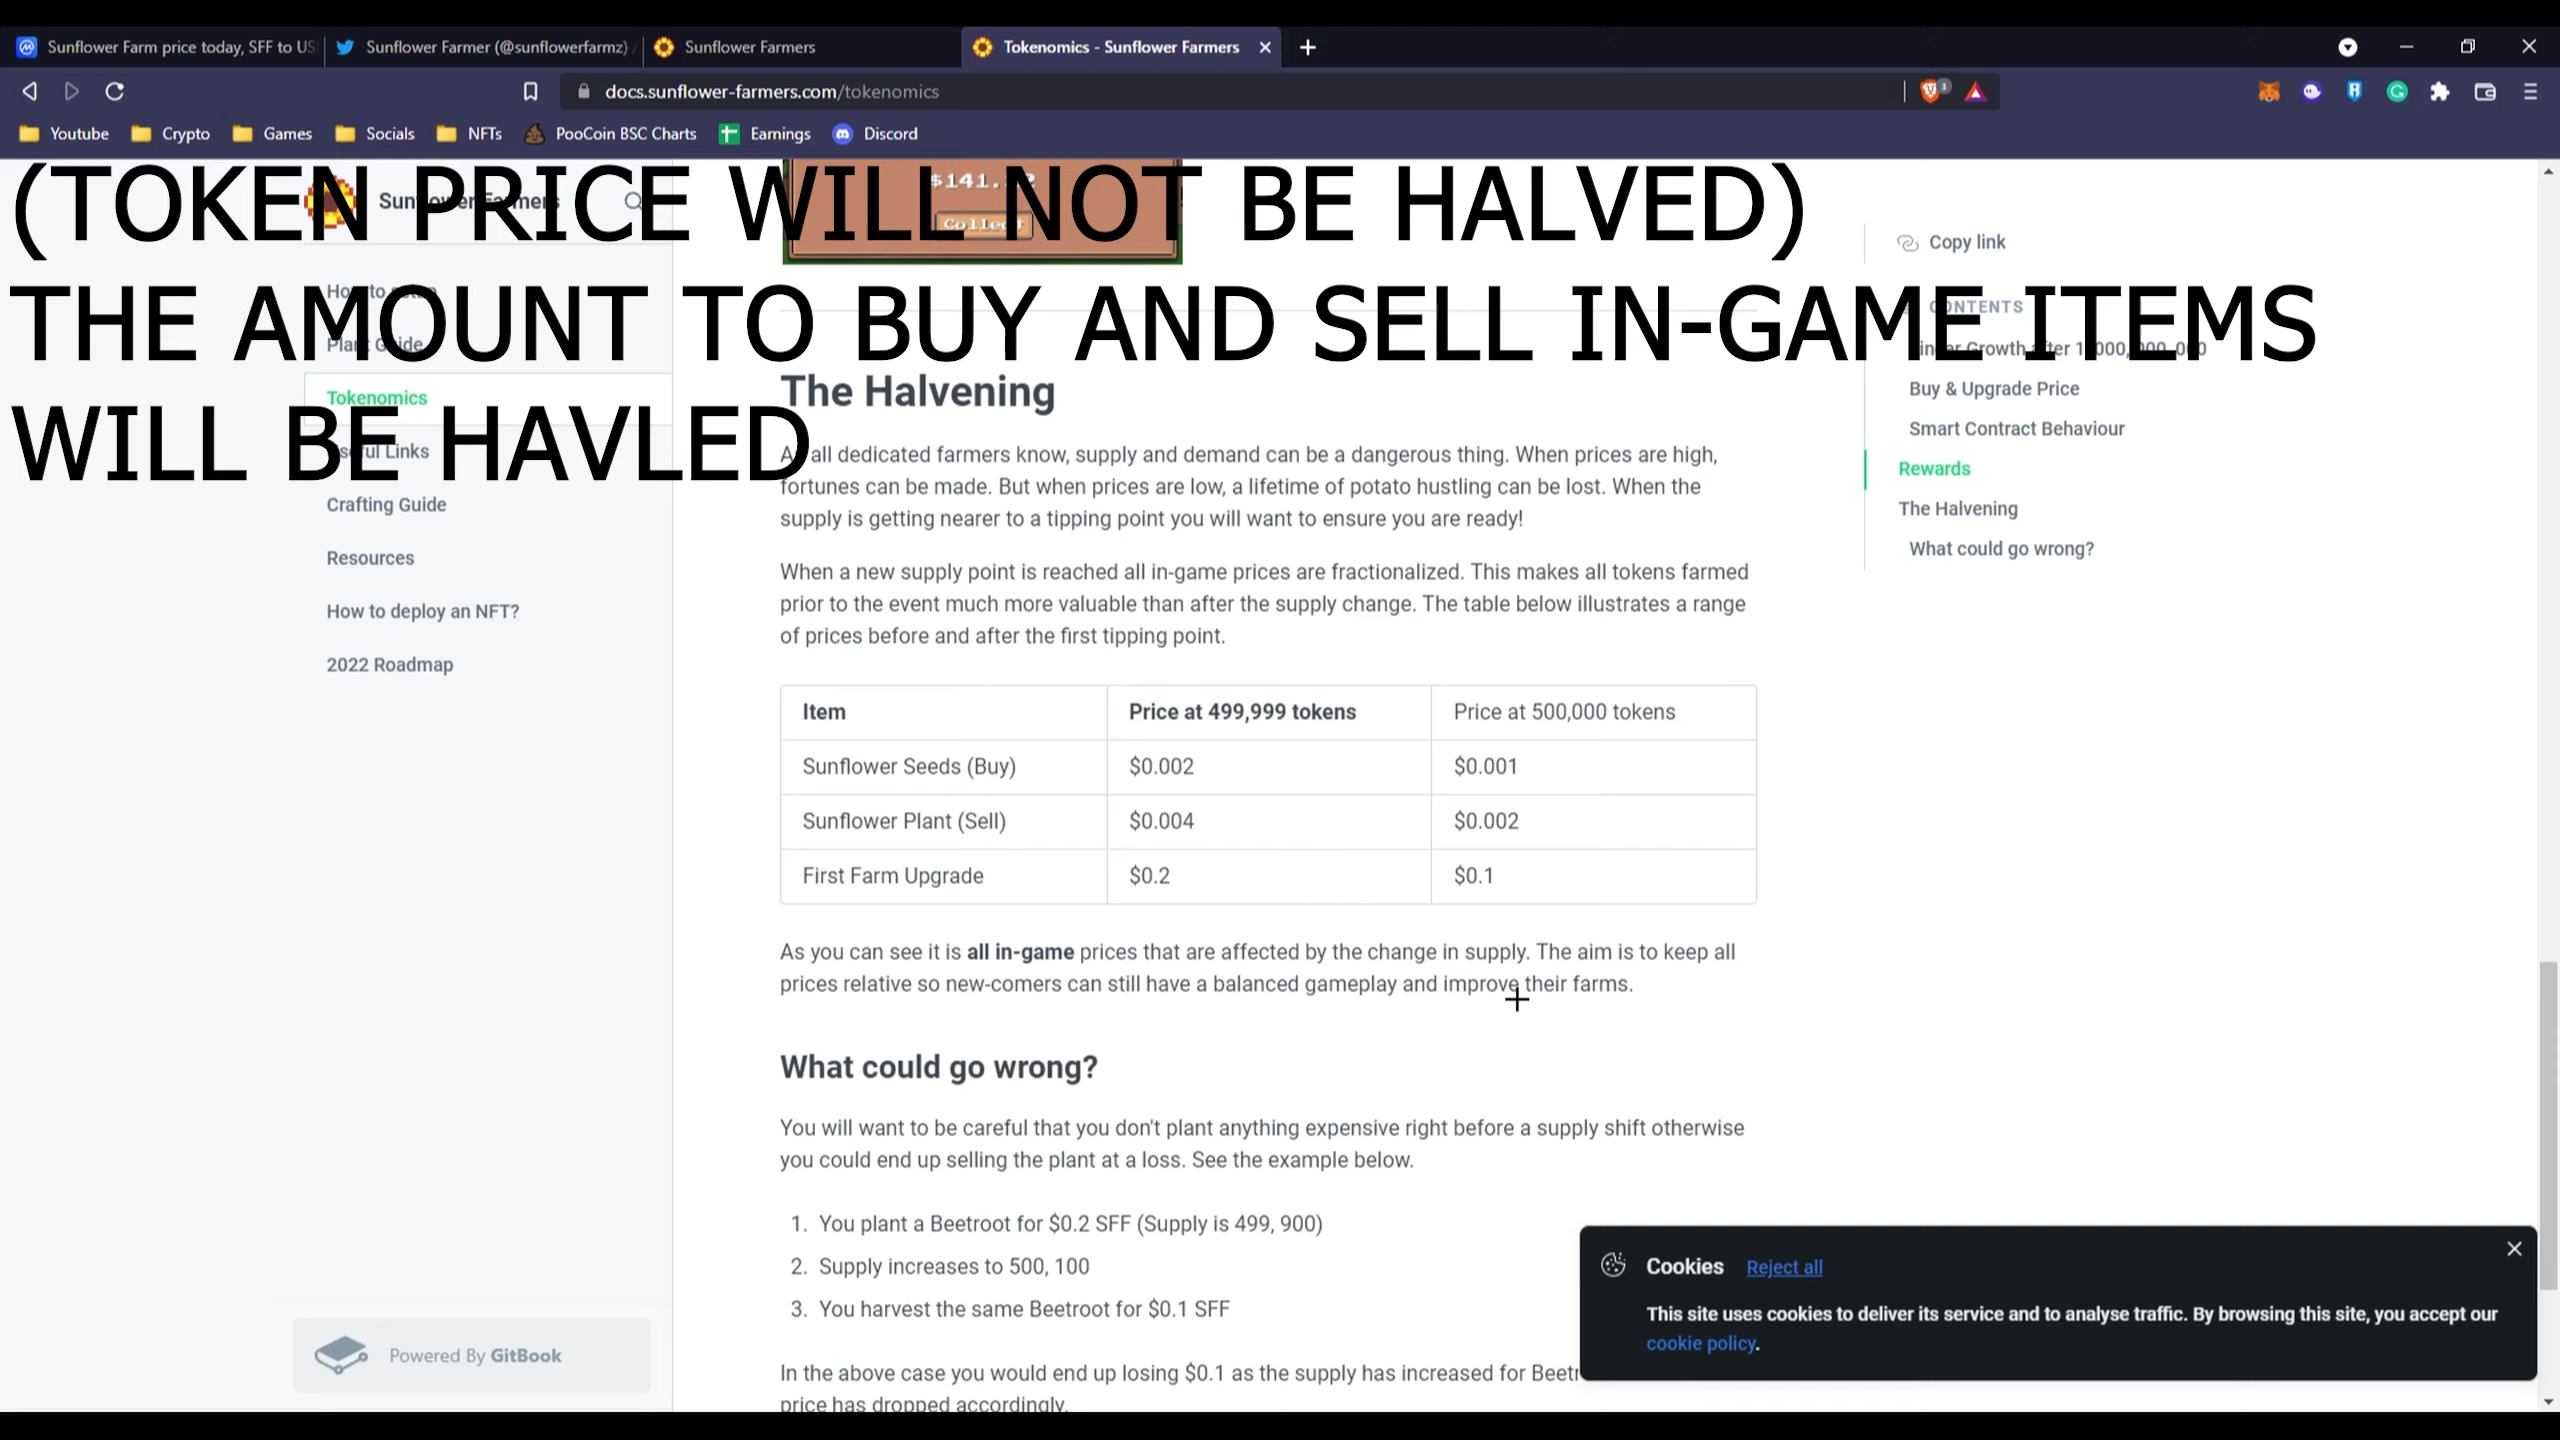 Sunflower Farm price today, SFF to US
Sunflower Farmer (@sunflowerfarmz) /
Sunflower Farmers
Tokenomics - Sunflower Farmers
docs.sunflower-farmers.com/tokenomics
3
Youtube
Crypto
Games
Socials
NFTs
PooCoin BSC Charts
Earnings
Discord
(TOKEN PRICE WILL NOT BE HALVED)
THE AMOUNT TO BUY AND SELL IN-GAME ITEMS
WILL BE HAVLED
Sunflower Farmers
How to setup
Plant Guide
Tokenomics
Useful Links
Crafting Guide
Resources
How to deploy an NFT?
2022 Roadmap
Powered By GitBook
$141.
Collect
The Halvening
As all dedicated farmers know, supply and demand can be a dangerous thing. When prices are high,
fortunes can be made. But when prices are low, a lifetime of potato hustling can be lost. When the
supply is getting nearer to a tipping point you will want to ensure you are ready!
When a new supply point is reached all in-game prices are fractionalized. This makes all tokens farmed
prior to the event much more valuable than after the supply change. The table below illustrates a range
of prices before and after the first tipping point.
Item Price at 499,999 tokens Price at 500,000 tokens
Sunflower Seeds (Buy) $0.002 $0.001
Sunflower Plant (Sell) $0.004 $0.002
First Farm Upgrade $0.2 $0.1
As you can see it is all in-game prices that are affected by the change in supply. The aim is to keep all
prices relative so new-comers can still have a balanced gameplay and improve their farms.
What could go wrong?
You will want to be careful that you don't plant anything expensive right before a supply shift otherwise
you could end up selling the plant at a loss. See the example below.
1. You plant a Beetroot for $0.2 SFF (Supply is 499, 900)
2. Supply increases to 500, 100
3. You harvest the same Beetroot for $0.1 SFF
In the above case you would end up losing $0.1 as the supply has increased for Beetr
price has dropped accordingly.
Copy link
CONTENTS
Growth after
Buy & Upgrade Price
Smart Contract Behaviour
Rewards
The Halvening
What could go wrong?
Cookies Reject all
This site uses cookies to deliver its service and to analyse traffic. By browsing this site, you accept our
cookie policy.